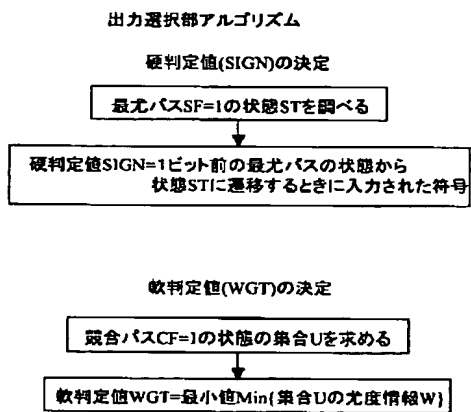 出力選択部アルゴリズム
硬判定値(SIGN)の決定
最尤パスSF=1の状態STを調べる
硬判定値SIGN=1ビット前の最尤パスの状態から
状態STに遷移するときに入力された符号
軟判定値(WGT)の決定
競合パスCF=1の状態の集合Uを求める
軟判定値WGT=最小値Min{集合Uの尤度情報W}